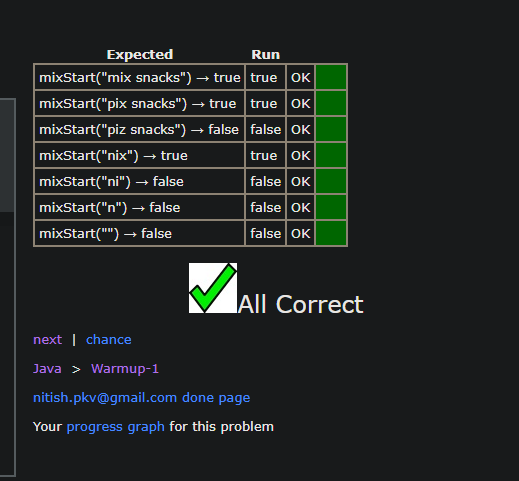 Expected Run
mixStart("mix snacks") → true true OK
mixStart("pix snacks") → true true OK
mixStart("piz snacks") → false false OK
mixStart("nix") → true true OK
mixStart("ni") → false false OK
mixStart("n") → false false OK
mixStart("") → false false OK
All Correct
next | chance
Java > Warmup-1
nitish.pkv@gmail.com done page
Your progress graph for this problem